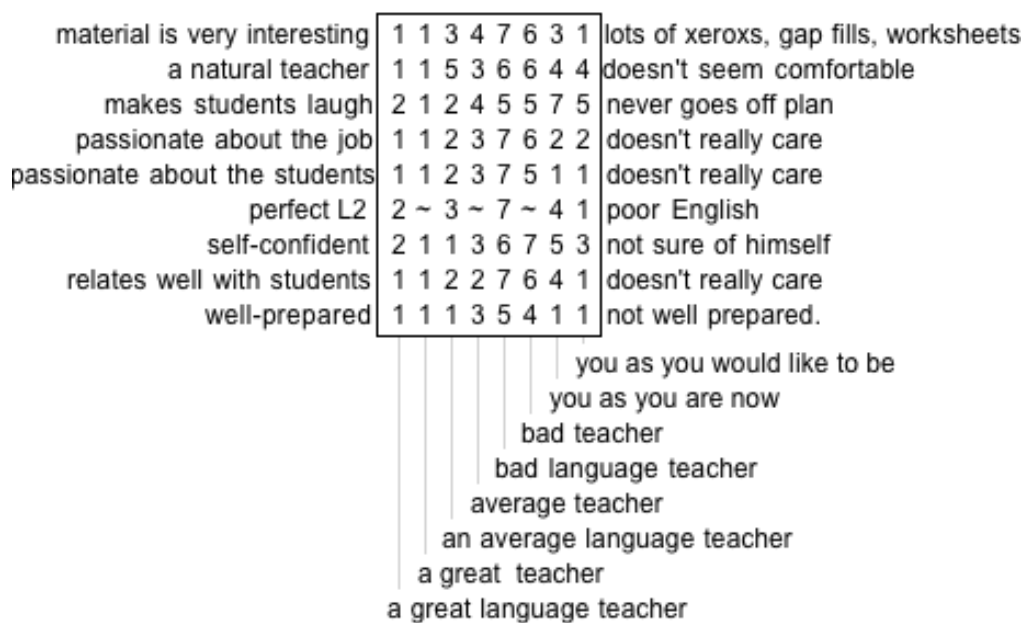 material is very interesting 1 1 3 4 7 6 3 1 lots of xeroxs, gap fills, worksheets
a natural teacher 1 1 5 3 6 6 4 4 doesn't seem comfortable
makes students laugh 2 1 2 4 5 5 7 5 never goes off plan
passionate about the job 1 1 2 3 7 6 2 2 doesn't really care
passionate about the students 1 1 2 3 7 5 1 1 doesn't really care
perfect L2 2 ~ 3 ~ 7 ~ 4 1 poor English
self-confident 2 1 1 3 6 7 5 3 not sure of himself
relates well with students 1 1 2 2 7 6 4 1 doesn't really care
well-prepared 1 1 1 3 5 4 1 1 not well prepared.
you as you would like to be
you as you are now
bad teacher
bad language teacher
average teacher
an average language teacher
a great teacher
a great language teacher